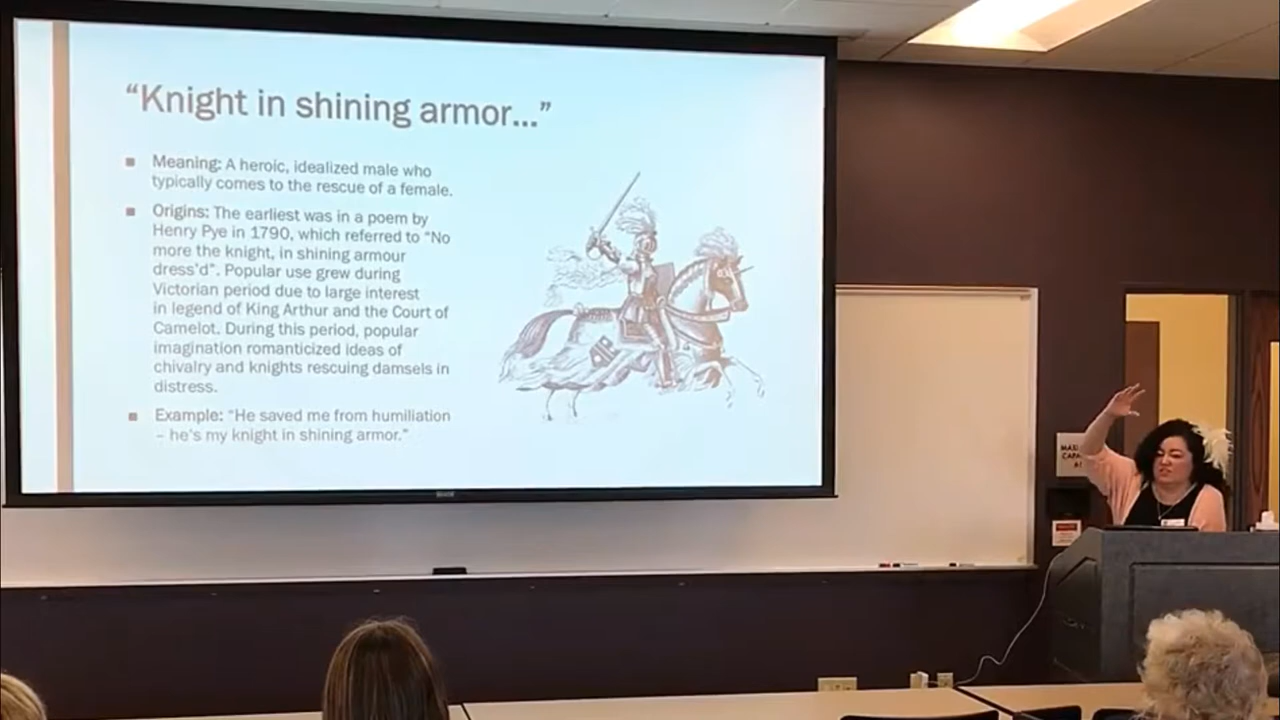 “Knight in shining armor...”
■ Meaning: A heroic, idealized male who
typically comes to the rescue of a female.
■ Origins: The earliest was in a poem by
Henry Pye in 1790, which referred to “No
more the knight, in shining armour
dress’d”. Popular use grew during
Victorian period due to large interest
in legend of King Arthur and the Court of
Camelot. During this period, popular
imagination romanticized ideas of
chivalry and knights rescuing damsels in
distress.
■ Example: “He saved me from humiliation
– he’s my knight in shining armor.”